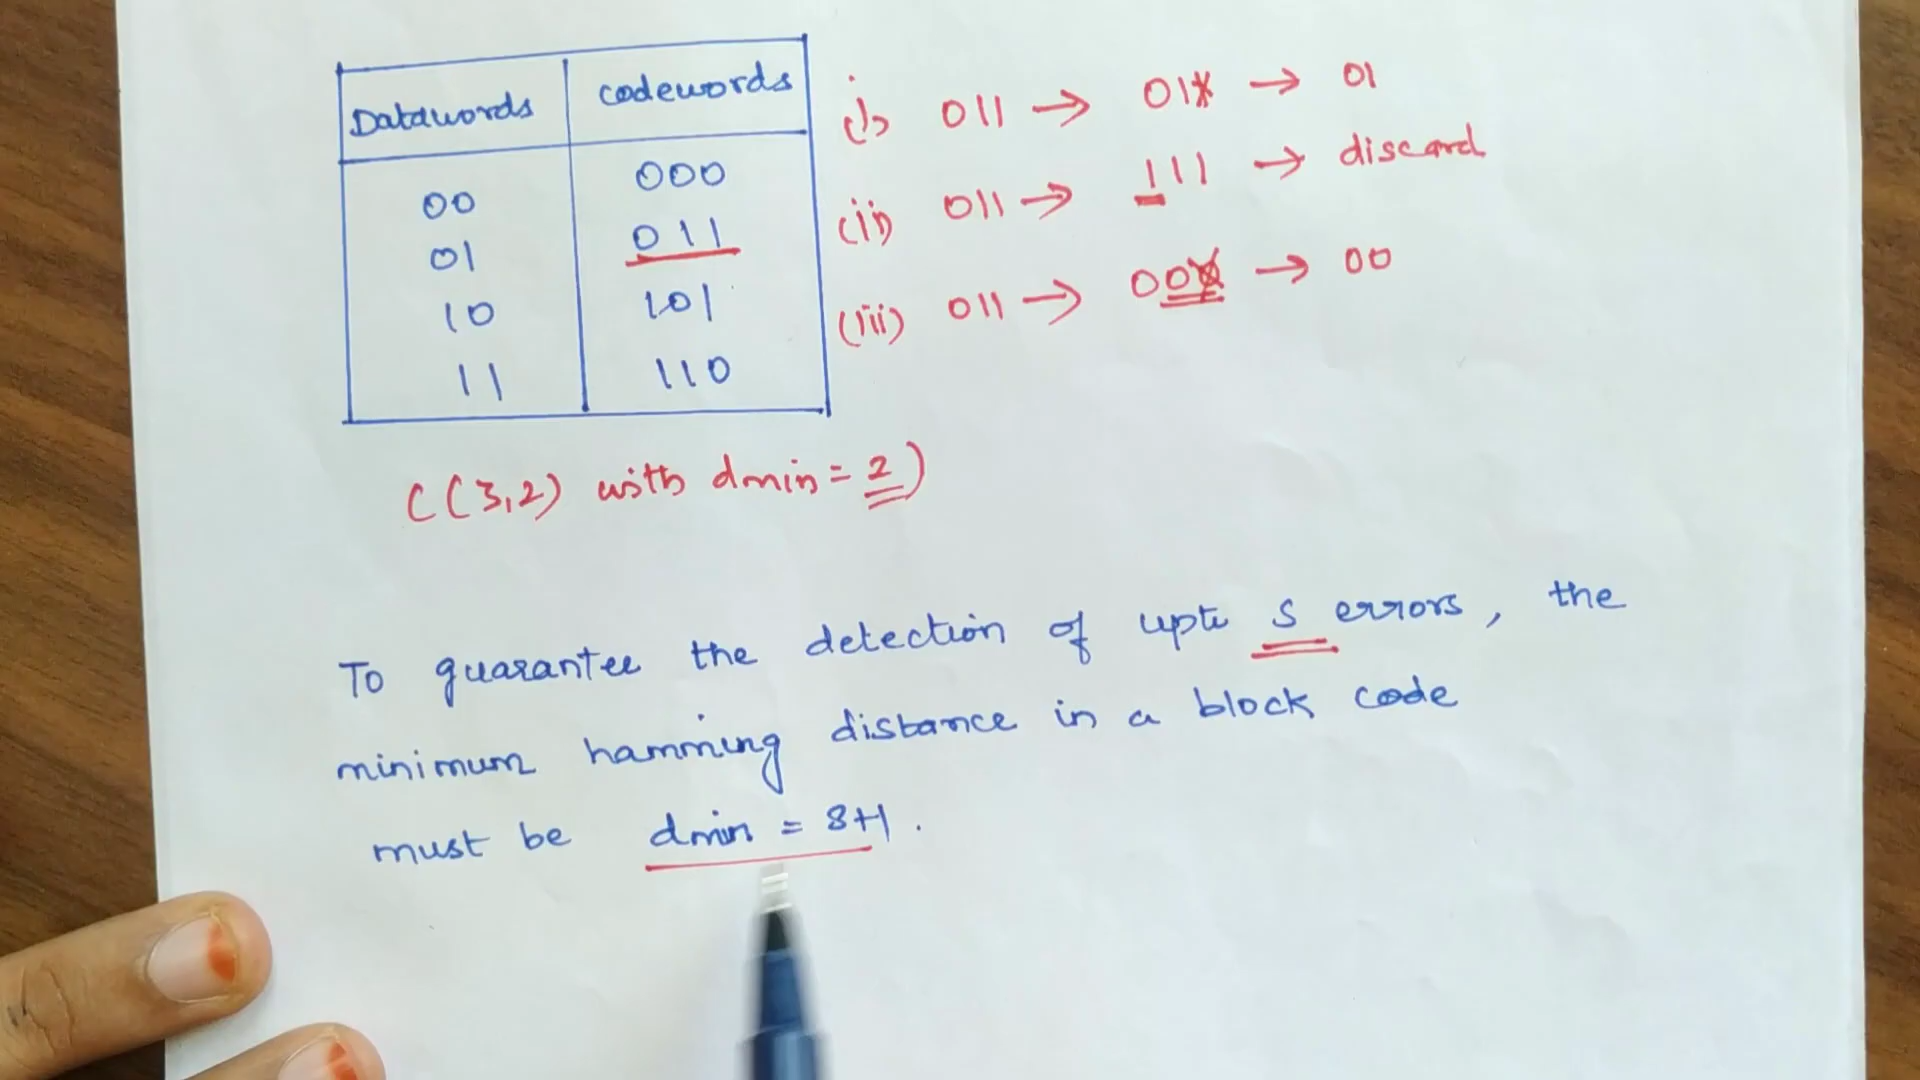 Datawords codewords
00 000
01 011
10 101
11 110
(i) 011 → 01 → 01
(ii) 011 → 111 → discard
(iii) 011 → 00 → 00
C(3,2) with dmin = 2)
To guarantee the detection of upto s errors, the
minimum hamming distance in a block code
must be dmin = s+1.